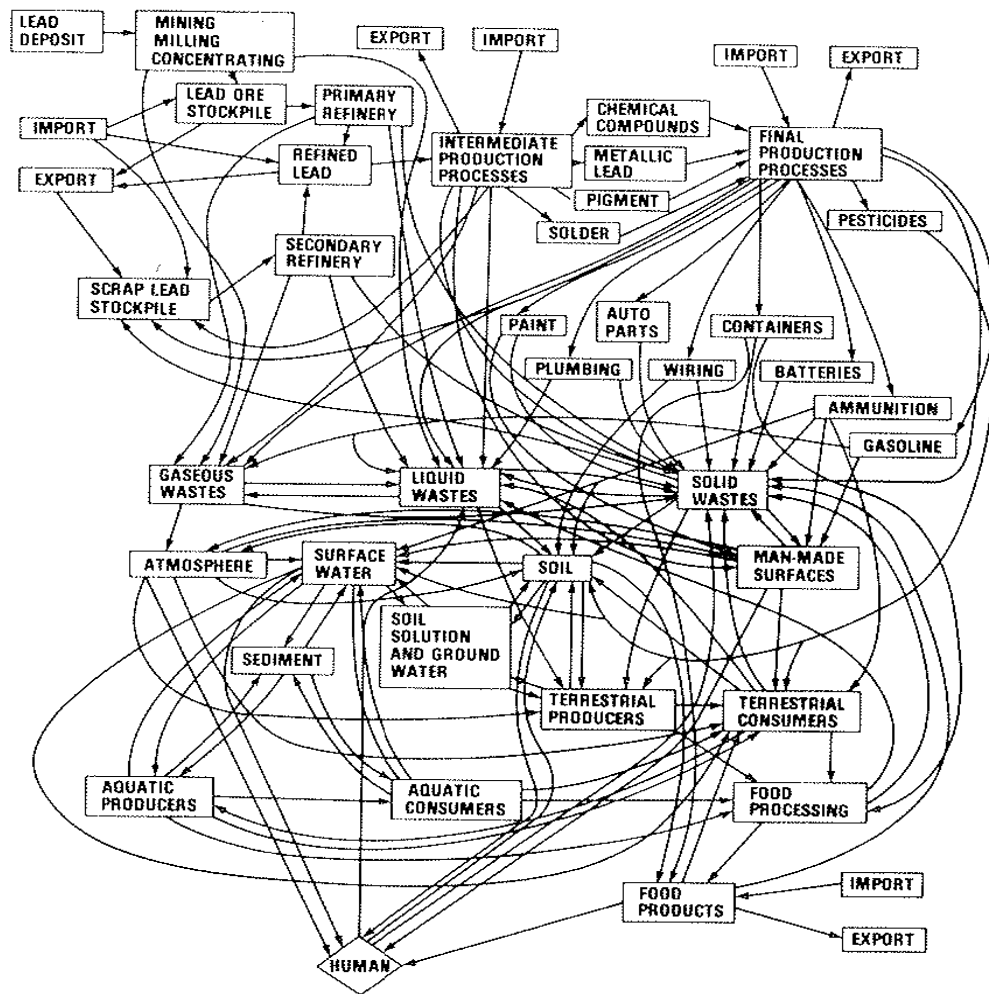 LEAD
DEPOSIT
MINING
MILLING
CONCENTRATING
EXPORT
IMPORT
IMPORT
EXPORT
LEAD ORE
STOCKPILE
PRIMARY
REFINERY
CHEMICAL
COMPOUNDS
IMPORT
REFINED
LEAD
INTERMEDIATE
PRODUCTION
PROCESSES
METALLIC
LEAD
FINAL
PRODUCTION
PROCESSES
EXPORT
PIGMENT
PESTICIDES
SOLDER
SECONDARY
REFINERY
SCRAP LEAD
STOCKPILE
PAINT
AUTO
PARTS
CONTAINERS
PLUMBING
WIRING
BATTERIES
AMMUNITION
GASOLINE
GASEOUS
WASTES
LIQUID
WASTES
SOLID
WASTES
ATMOSPHERE
SURFACE
WATER
SOIL
MAN-MADE
SURFACES
SOIL
SOLUTION
AND GROUND
WATER
SEDIMENT
TERRESTRIAL
PRODUCERS
TERRESTRIAL
CONSUMERS
AQUATIC
PRODUCERS
AQUATIC
CONSUMERS
FOOD
PROCESSING
FOOD
PRODUCTS
IMPORT
EXPORT
HUMAN